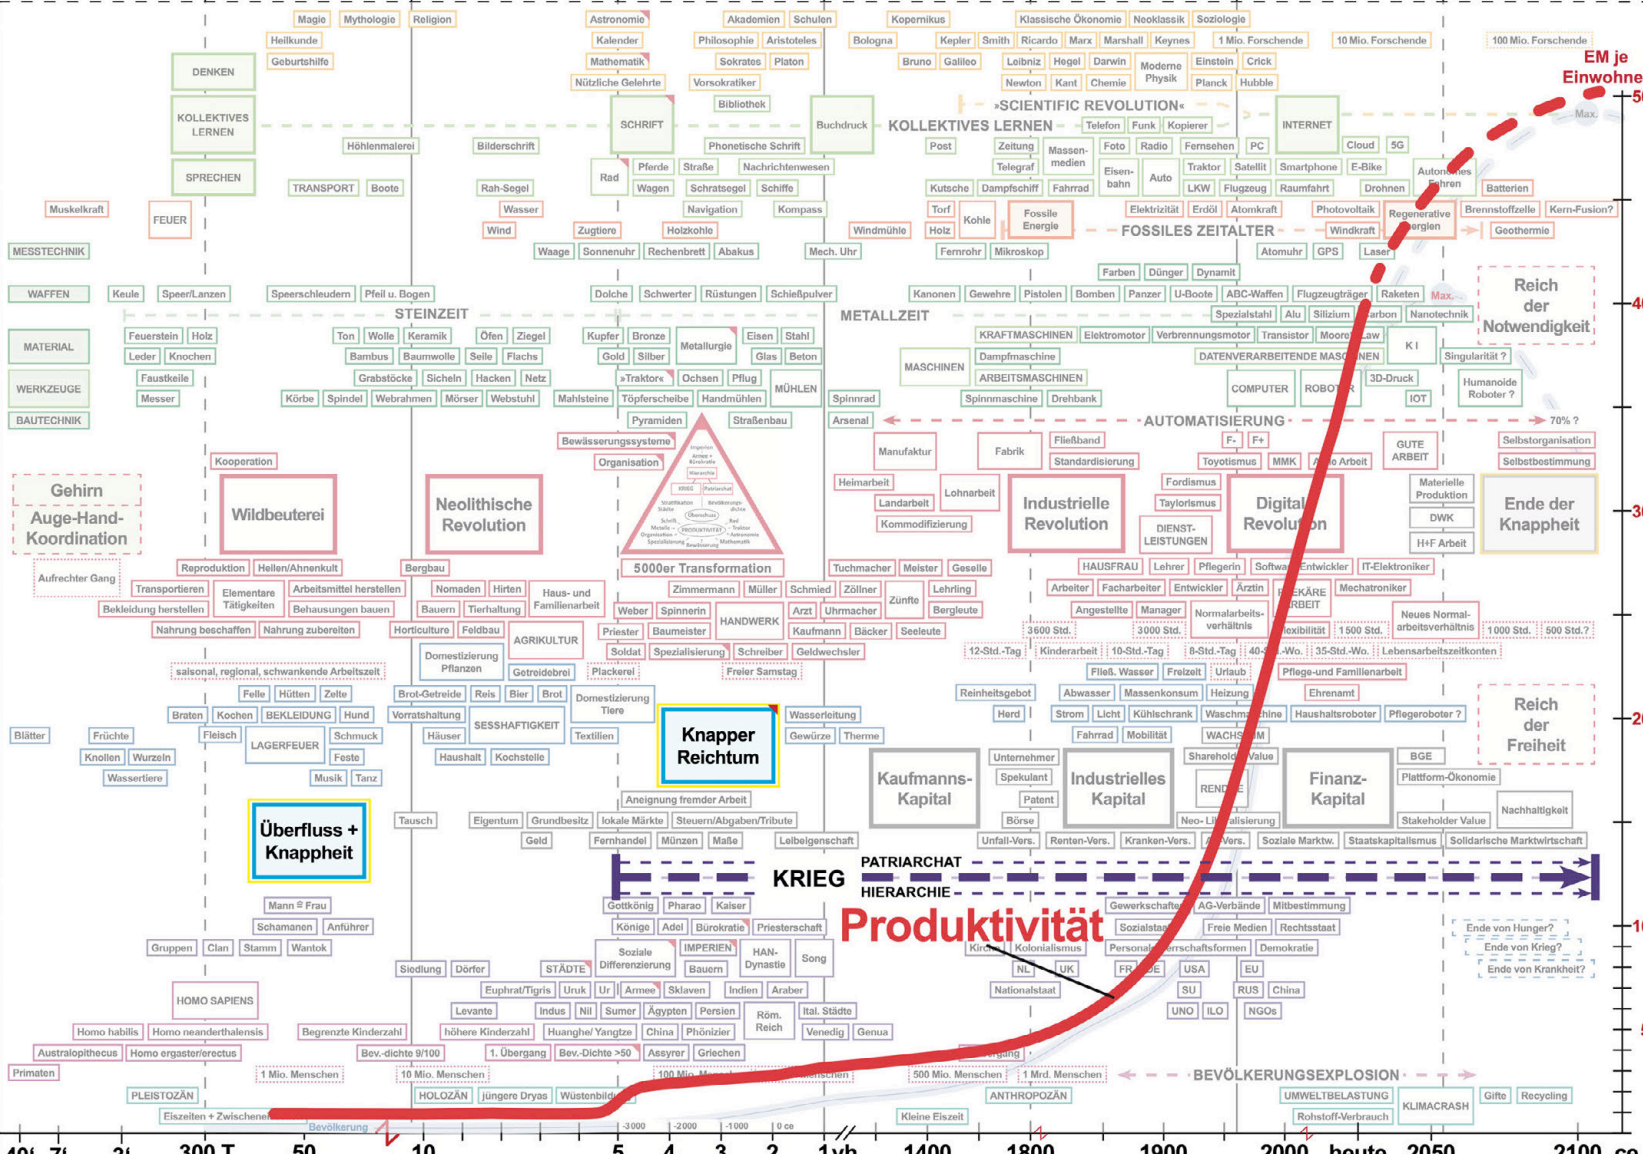 Magie Mythologie Religion Astronomie Akademien Schulen Kopernikus Klassische Ökonomie Neoklassik Soziologie
Heilkunde Kalender Philosophie Aristoteles Bologna Kepler Smith Ricardo Marx Marshall Keynes 1 Mio. Forschende 10 Mio. Forschende 100 Mio. Forschende
Geburtshilfe Mathematik Sokrates Platon Bruno Galileo Leibniz Hegel Darwin Moderne Physik Einstein Crick
EM je
Einwohne
DENKEN
Nützliche Gelehrte Vorsokratiker Newton Kant Chemie Planck Hubble
Bibliothek »SCIENTIFIC REVOLUTION«
KOLLEKTIVES
LERNEN
SCHRIFT Buchdruck KOLLEKTIVES LERNEN Telefon Funk Kopierer INTERNET Max.
Höhlenmalerei Bilderschrift Phonetische Schrift Post Zeitung Massen-medien Foto Radio Fernsehen PC Cloud 5G
SPRECHEN
Rad Pferde Straße Nachrichtenwesen Telegraf Eisen-bahn Auto Traktor Satellit Smartphone E-Bike
TRANSPORT Boote Rah-Segel Wagen Schratsegel Schiffe Kutsche Dampfschiff Fahrrad LKW Flugzeug Raumfahrt Drohnen Batterien
Muskelkraft FEUER Wasser Navigation Kompass Torf Kohle Fossile Energie Elektrizität Erdöl Atomkraft Photovoltaik Regenerative Brennstoffzelle Kern-Fusion?
Wind Zugtiere Holzkohle Windmühle Holz FOSSILES ZEITALTER Windkraft Geothermie
MESSTECHNIK Waage Sonnenuhr Rechenbrett Abakus Mech. Uhr Fernrohr Mikroskop Atomuhr GPS Laser
Farben Dünger Dynamit
WAFFEN Keule Speer/Lanzen Speerschleudern Pfeil u. Bogen Dolche Schwerter Rüstungen Schießpulver Kanonen Gewehre Pistolen Bomben Panzer U-Boote ABC-Waffen Flugzeugträger Raketen Max.
Reich
der
Notwendigkeit
STEINZEIT METALLZEIT Spezialstahl Alu Silizium Nanotechnik
MATERIAL Feuerstein Holz Ton Wolle Keramik Öfen Ziegel Kupfer Bronze Metallurgie Eisen Stahl KRAFTMASCHINEN Elektromotor Verbrennungsmotor Transistor K I
Leder Knochen Bambus Baumwolle Seile Flachs Gold Silber Glas Beton MASCHINEN Dampfmaschine DATENVERARBEITENDE Singularität ?
WERKZEUGE Faustkeile Grabstöcke Sicheln Hacken Netz »Traktor« Ochsen Pflug MÜHLEN ARBEITSMASCHINEN COMPUTER 3D-Druck Humanoide Roboter ?
Messer Körbe Spindel Webrahmen Mörser Webstuhl Mahlsteine Töpferscheibe Handmühlen Spinnrad Spinnmaschine Drehbank IOT
BAUTECHNIK Pyramiden Straßenbau Arsenal AUTOMATISIERUNG 70% ?
Bewässerungssysteme Manufaktur Fabrik Fließband F- F+ GUTE ARBEIT Selbstorganisation
Kooperation Organisation Standardisierung Toyotismus MMK Selbstbestimmung
Gehirn
Auge-Hand-
Koordination
Wildbeuterei
Neolithische
Revolution
Hierarchie KRIEG Patriarchat PRODUKTIVITÄT
Heimarbeit Landarbeit Lohnarbeit Kommodifizierung
Industrielle
Revolution
Fordismus Taylorismus DIENST-LEISTUNGEN
Materielle Produktion DWK H+F Arbeit
Ende der
Knappheit
Aufrechter Gang Reproduktion Heilen/Ahnenkult Bergbau 5000er Transformation Tuchmacher Meister Geselle HAUSFRAU Lehrer Pflegerin IT-Elektroniker
Transportieren Elementare Tätigkeiten Arbeitsmittel herstellen Nomaden Hirten Haus- und Familienarbeit Zimmermann Müller Schmied Zöllner Zünfte Lehrling Arbeiter Facharbeiter Entwickler Ärztin Mechatroniker
Bekleidung herstellen Behausungen bauen Bauern Tierhaltung Weber Spinnerin HANDWERK Arzt Uhrmacher Bergleute Angestellte Manager Normalarbeits-verhältnis Neues Normal-arbeitsverhältnis
Nahrung beschaffen Nahrung zubereiten Horticulture Feldbau AGRIKULTUR Priester Baumeister Kaufmann Bäcker Seeleute 3600 Std. 3000 Std. 1500 Std. 1000 Std. 500 Std.?
Domestizierung Pflanzen Soldat Spezialisierung Schreiber Geldwechsler 12-Std.-Tag Kinderarbeit 10-Std.-Tag 8-Std.-Tag 35-Std.-Wo. Lebensarbeitszeitkonten
saisonal, regional, schwankende Arbeitszelt Getreidebrei Plackerei Freier Samstag Fließ. Wasser Freizeit Urlaub Pflege-und Familienarbeit
Felle Hütten Zelte Brot-Getreide Reis Bier Brot Domestizierung Tiere Reinheitsgebot Abwasser Massenkonsum Heizung Ehrenamt
Braten Kochen BEKLEIDUNG Hund Vorratshaltung SESSHAFTIGKEIT Wasserleitung Herd Strom Licht Kühlschrank Haushaltsroboter Pflegeroboter ?
Reich
der
Freiheit
Blätter Früchte Fleisch LAGERFEUER Schmuck Häuser Textilien Gewürze Therme Fahrrad Mobilität
Knapper
Reichtum
Knollen Wurzeln Feste Haushalt Kochstelle Unternehmer BGE
Wassertiere Musik Tanz Spekulant Plattform-Ökonomie
Kaufmanns-
Kapital
Industrielles
Kapital
Finanz-
Kapital
Aneignung fremder Arbeit Patent Nachhaltigkeit
Überfluss +
Knappheit
Tausch Eigentum Grundbesitz lokale Märkte Steuern/Abgaben/Tribute Börse Stakeholder Value
Geld Fernhandel Münzen Maße Leibeigenschaft Unfall-Vers. Renten-Vers. Kranken-Vers. Soziale Marktw. Staatskapitalismus Solidarische Marktwirtschaft
PATRIARCHAT
KRIEG
HIERARCHIE
Mann ≌ Frau Gottkönig Pharao Kaiser AG-Verbände Mitbestimmung
Produktivität
Schamanen Anführer Könige Adel Bürokratie Priesterschaft Freie Medien Rechtsstaat Ende von Hunger?
Gruppen Clan Stamm Wantok Soziale Differenzierung IMPERIEN HAN-Dynastie Song Kolonialismus Demokratie Ende von Krieg?
Siedlung Dörfer STÄDTE Bauern NL UK USA EU Ende von Krankheit?
HOMO SAPIENS Euphrat/Tigris Uruk Ur Armee Sklaven Indien Araber Nationalstaat SU RUS China
Levante Indus Nil Sumer Ägypten Persien Röm. Reich Ital. Städte UNO ILO NGOs
Homo habilis Homo neanderthalensis Begrenzte Kinderzahl höhere Kinderzahl Huanghe/ Yangtze China Phönizier Venedig Genua
Australopithecus Homo ergaster/erectus Bev.-dichte 9/100 1. Übergang Bev.-Dichte >50 Assyrer Griechen
Primaten 1 Mio. Menschen 10 Mio. Menschen 500 Mio. Menschen 1 Mrd. Menschen BEVÖLKERUNGSEXPLOSION
PLEISTOZÄN HOLOZÄN jüngere Dryas ANTHROPOZÄN UMWELTBELASTUNG KLIMACRASH Gifte Recycling
Kleine Eiszeit Rohstoff-Verbrauch
Bevölkerung -3000 -2000 -1000 0 ce
300 T 50 10 5 4 3 2 1400 1800 1900 2000 heute 2050 2100